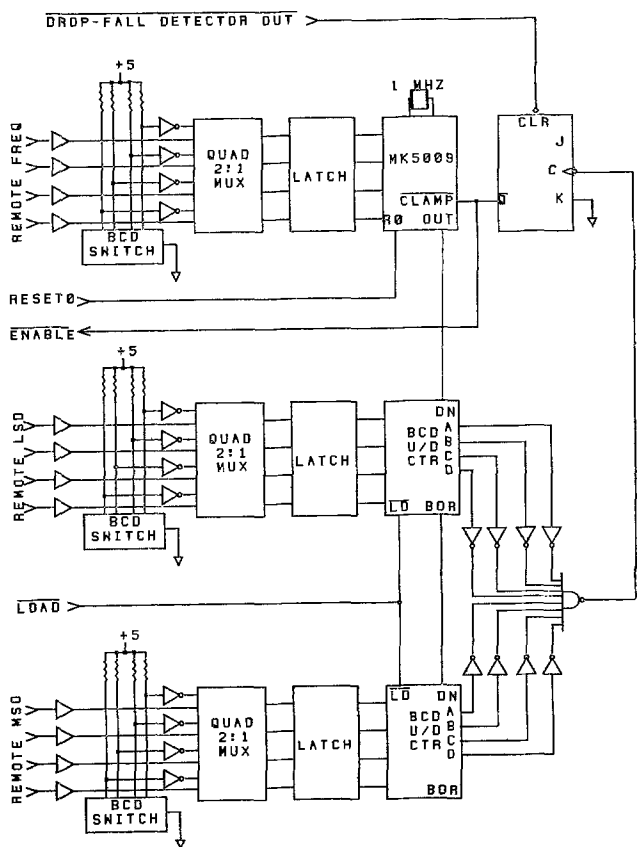 DROP-FALL DETECTOR OUT
+5
1 MHZ
CLR
J
C
K
Q
REMOTE FREQ
QUAD
2:1
MUX
LATCH
MK5009
CLAMP
R0 OUT
BCD
SWITCH
RESET0
ENABLE
+5
REMOTE LSD
QUAD
2:1
MUX
LATCH
DN
BCD
U/D
CTR
A
B
C
D
LD BOR
BCD
SWITCH
LOAD
+5
REMOTE MSD
QUAD
2:1
MUX
LATCH
LD DN
BCD
U/D
CTR
A
B
C
D
BOR
BCD
SWITCH